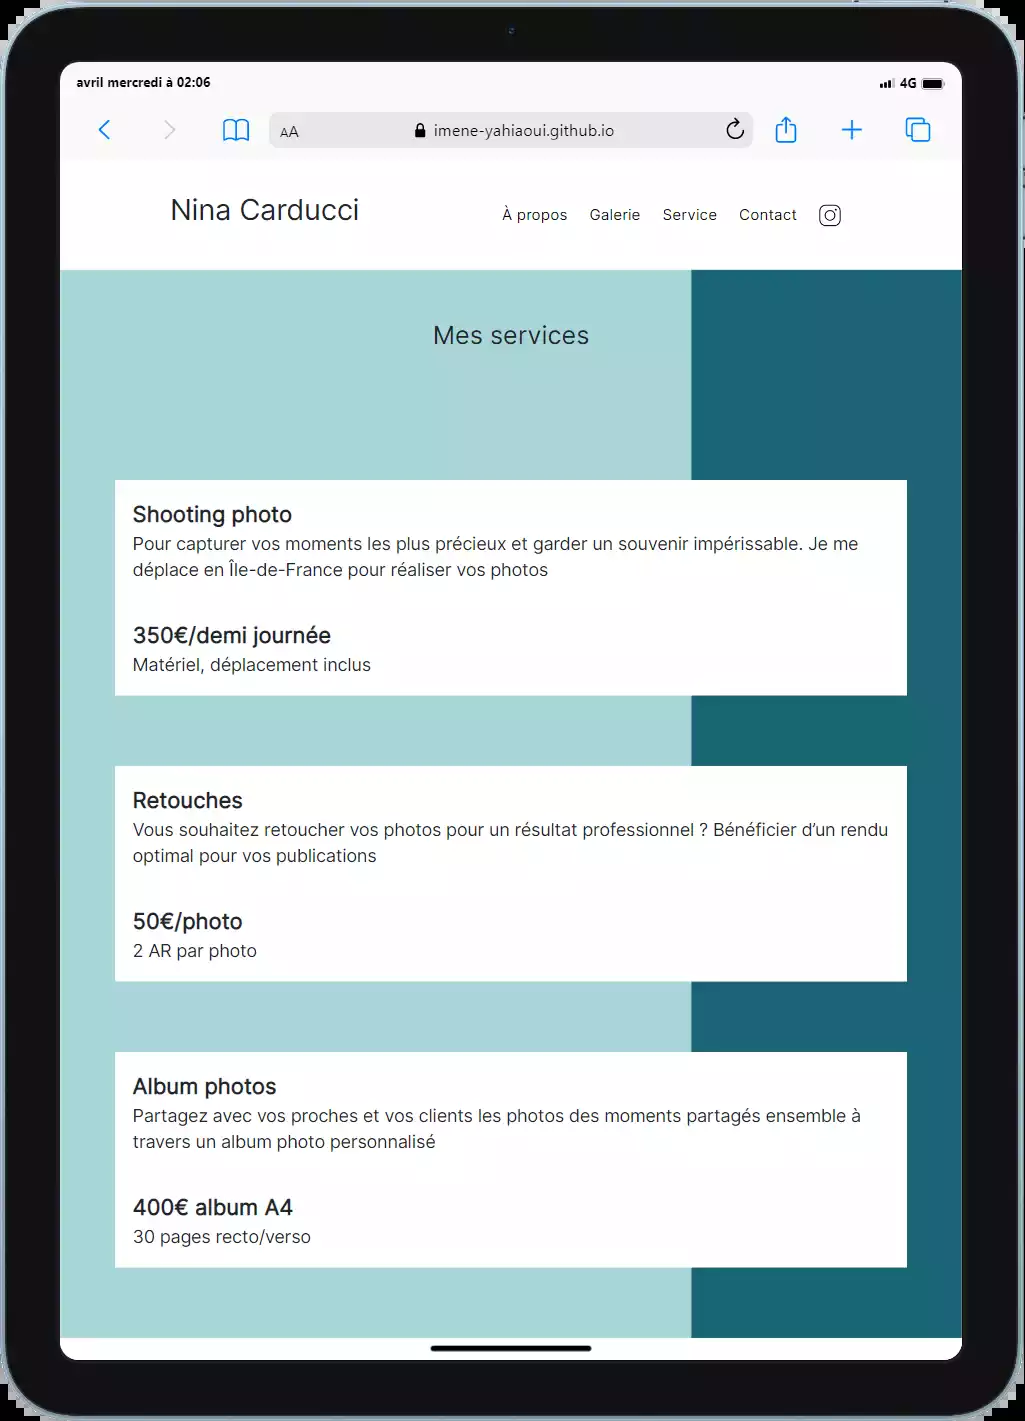 avril mercredi à 02:06
4G
AA
imene-yahiaoui.github.io
Nina Carducci
À propos Galerie Service Contact
Mes services
Shooting photo
Pour capturer vos moments les plus précieux et garder un souvenir impérissable. Je me
déplace en Île-de-France pour réaliser vos photos
350€/demi journée
Matériel, déplacement inclus
Retouches
Vous souhaitez retoucher vos photos pour un résultat professionnel ? Bénéficier d’un rendu
optimal pour vos publications
50€/photo
2 AR par photo
Album photos
Partagez avec vos proches et vos clients les photos des moments partagés ensemble à
travers un album photo personnalisé
400€ album A4
30 pages recto/verso